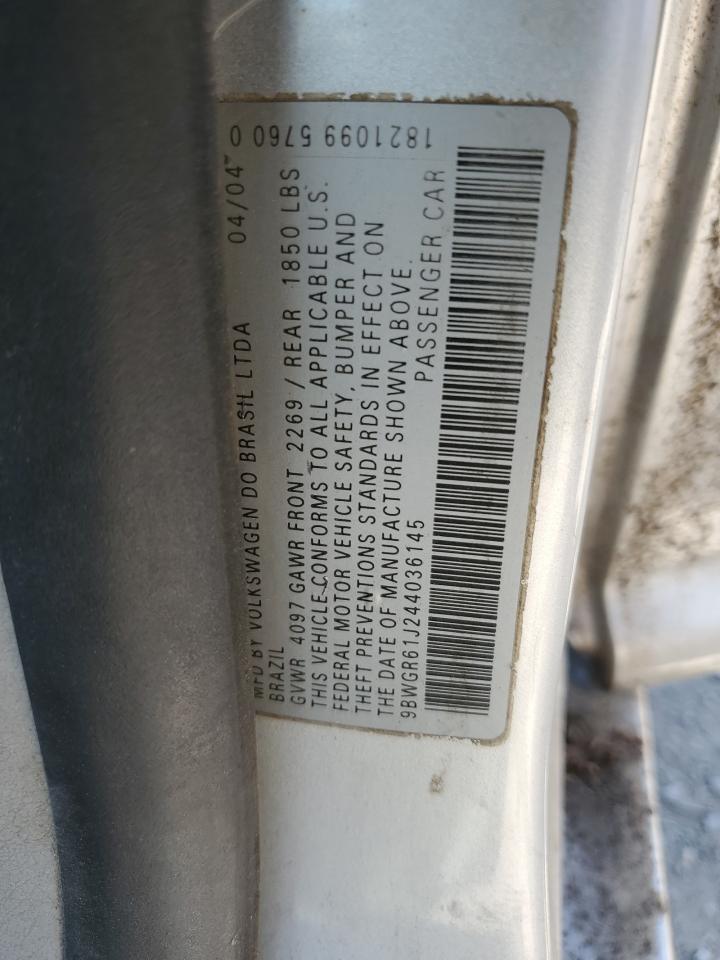 MFD BY VOLKSWAGEN DO BRASIL LTDA 04/04
BRAZIL
GVWR 4097 GAWR FRONT 2269 / REAR 1850 LBS
THIS VEHICLE CONFORMS TO ALL APPLICABLE U.S.
FEDERAL MOTOR VEHICLE SAFETY, BUMPER AND
THEFT PREVENTIONS STANDARDS IN EFFECT ON
THE DATE OF MANUFACTURE SHOWN ABOVE.
9BWGR61J244036145 PASSENGER CAR
1821099 5760 0